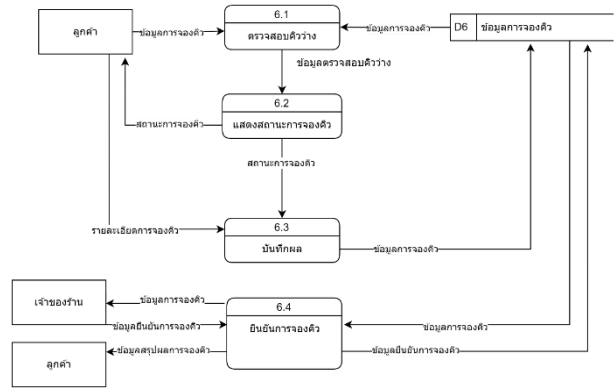 6.1
ลูกค้า
ข้อมูลการจองคิว
ตรวจสอบคิวว่าง
ข้อมูลการจองคิว
D6
ข้อมูลการจองคิว
ข้อมูลตรวจสอบคิวว่าง
6.2
สถานะการจองคิว
แสดงสถานะการจองคิว
สถานะการจองคิว
6.3
รายละเอียดการจองคิว
บันทึกผล
ข้อมูลการจองคิว
เจ้าของร้าน
ข้อมูลการจองคิว
6.4
ข้อมูลยืนยันการจองคิว
ยืนยันการจองคิว
ข้อมูลการจองคิว
ลูกค้า
ข้อมูลสรุปผลการจองคิว
ข้อมูลยืนยันการจองคิว